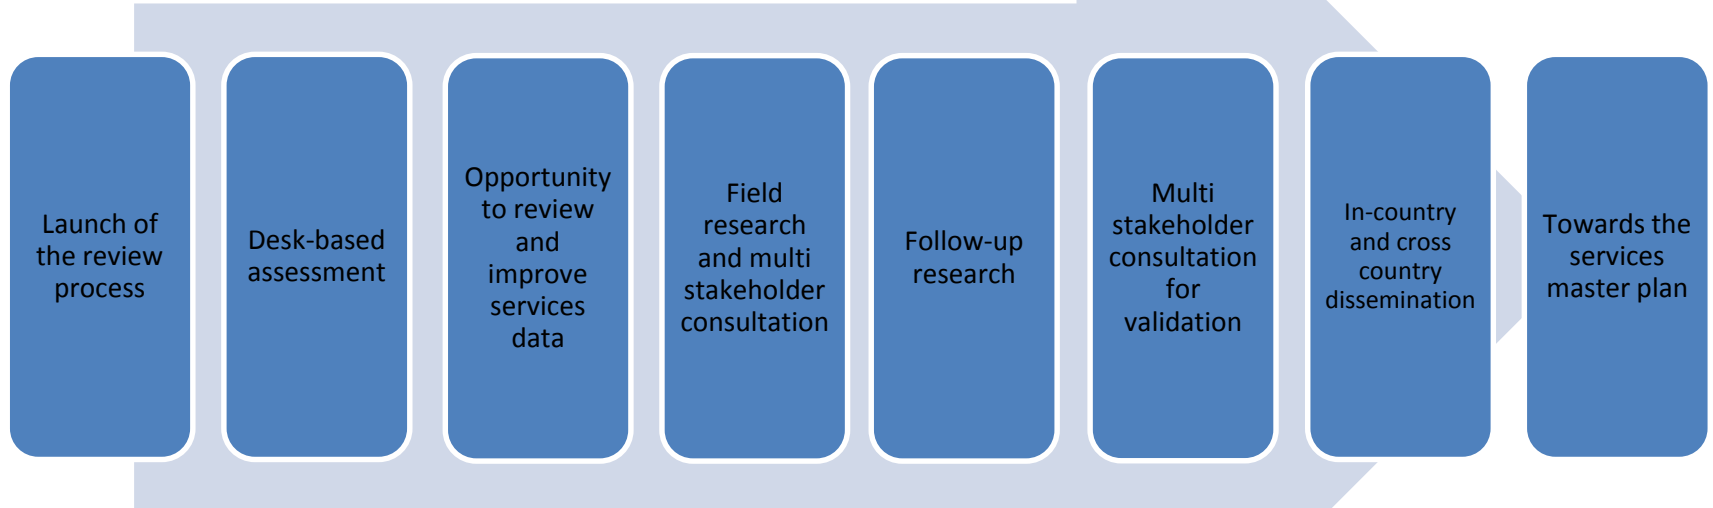 Launch of
the review
process
Desk-based
assessment
Opportunity
to review
and
improve
services
data
Field
research
and multi
stakeholder
consultation
Follow-up
research
Multi
stakeholder
consultation
for
validation
In-country
and cross
country
dissemination
Towards the
services
master plan